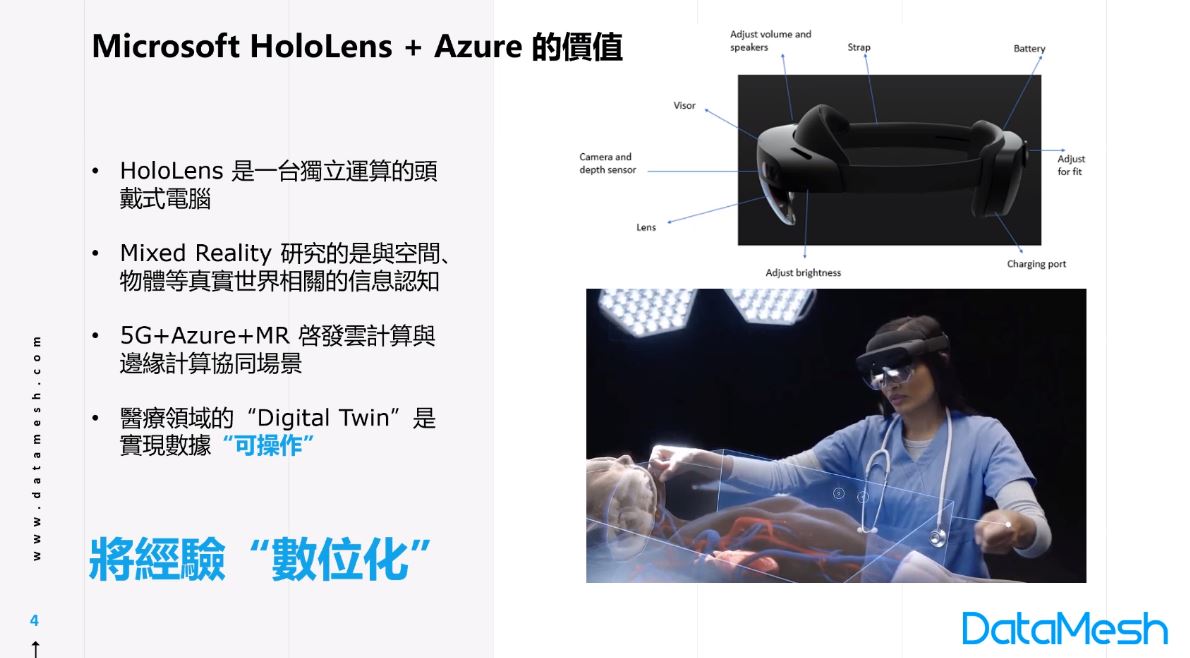 Microsoft HoloLens + Azure 的價值
• HoloLens 是一台獨立運算的頭
戴式電腦
• Mixed Reality 研究的是與空間、
物體等真實世界相關的信息認知
• 5G+Azure+MR 啓發雲計算與
邊緣計算協同場景
• 醫療領域的“Digital Twin”是
實現數據“可操作”
將經驗“數位化”
Adjust volume and
speakers
Strap
Battery
Visor
Camera and
depth sensor
Adjust
for fit
Lens
Adjust brightness
Charging port
www.datamesh.com
4
DataMesh